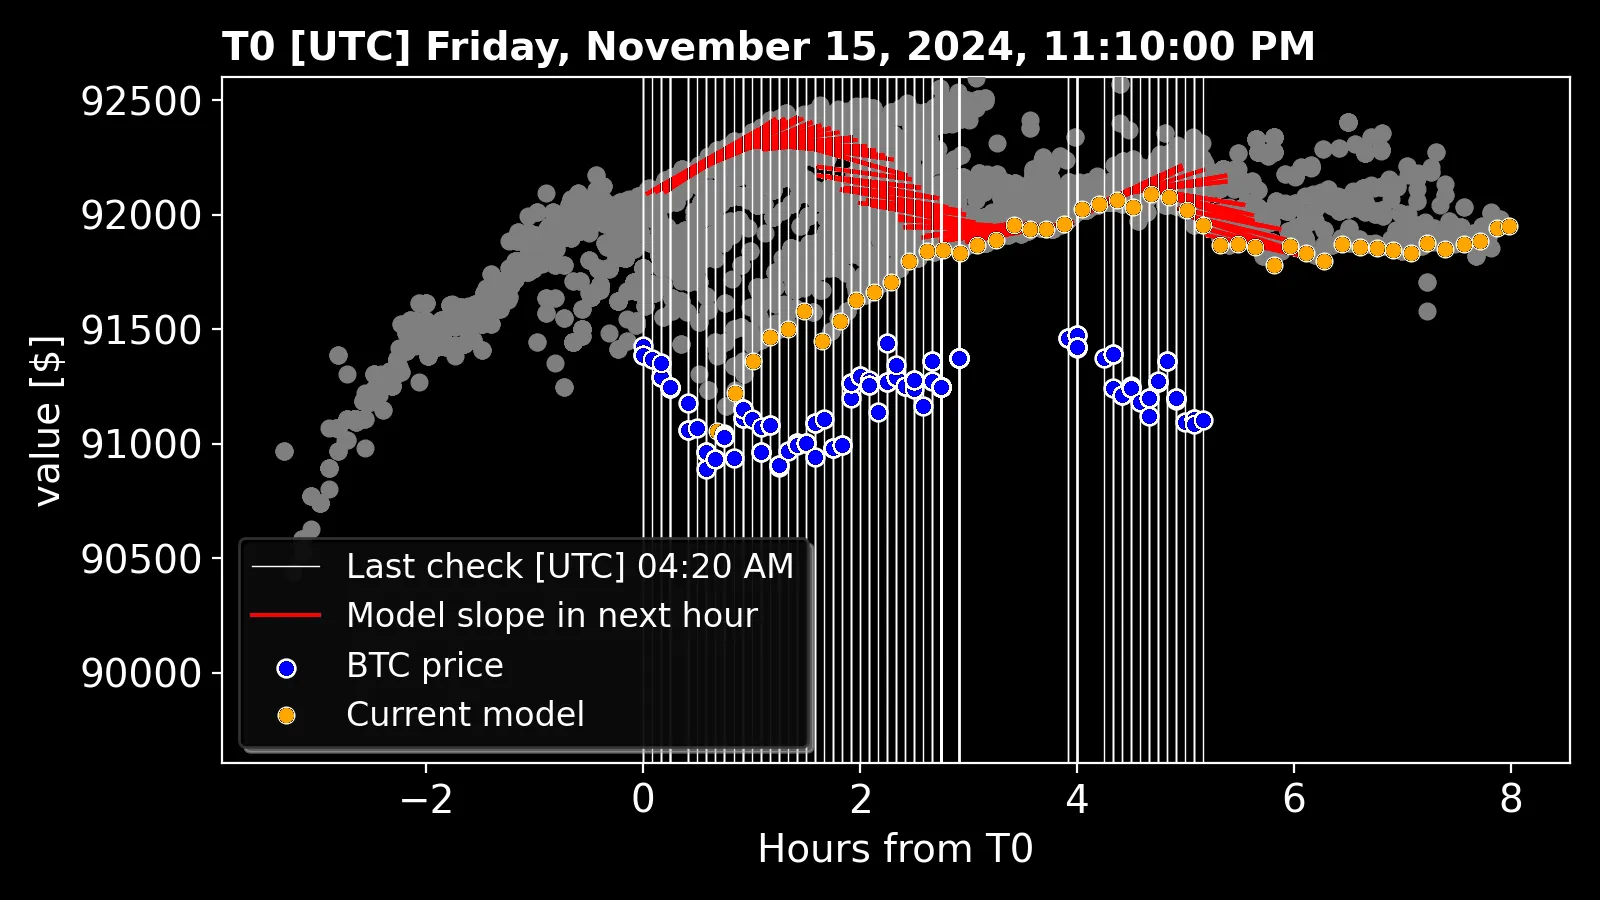 T0 [UTC] Friday, November 15, 2024, 11:10:00 PM
92500
92000
91500
91000
90500
90000
value [$]
Last check [UTC] 04:20 AM
Model slope in next hour
BTC price
Current model
−2 0 2 4 6 8
Hours from T0